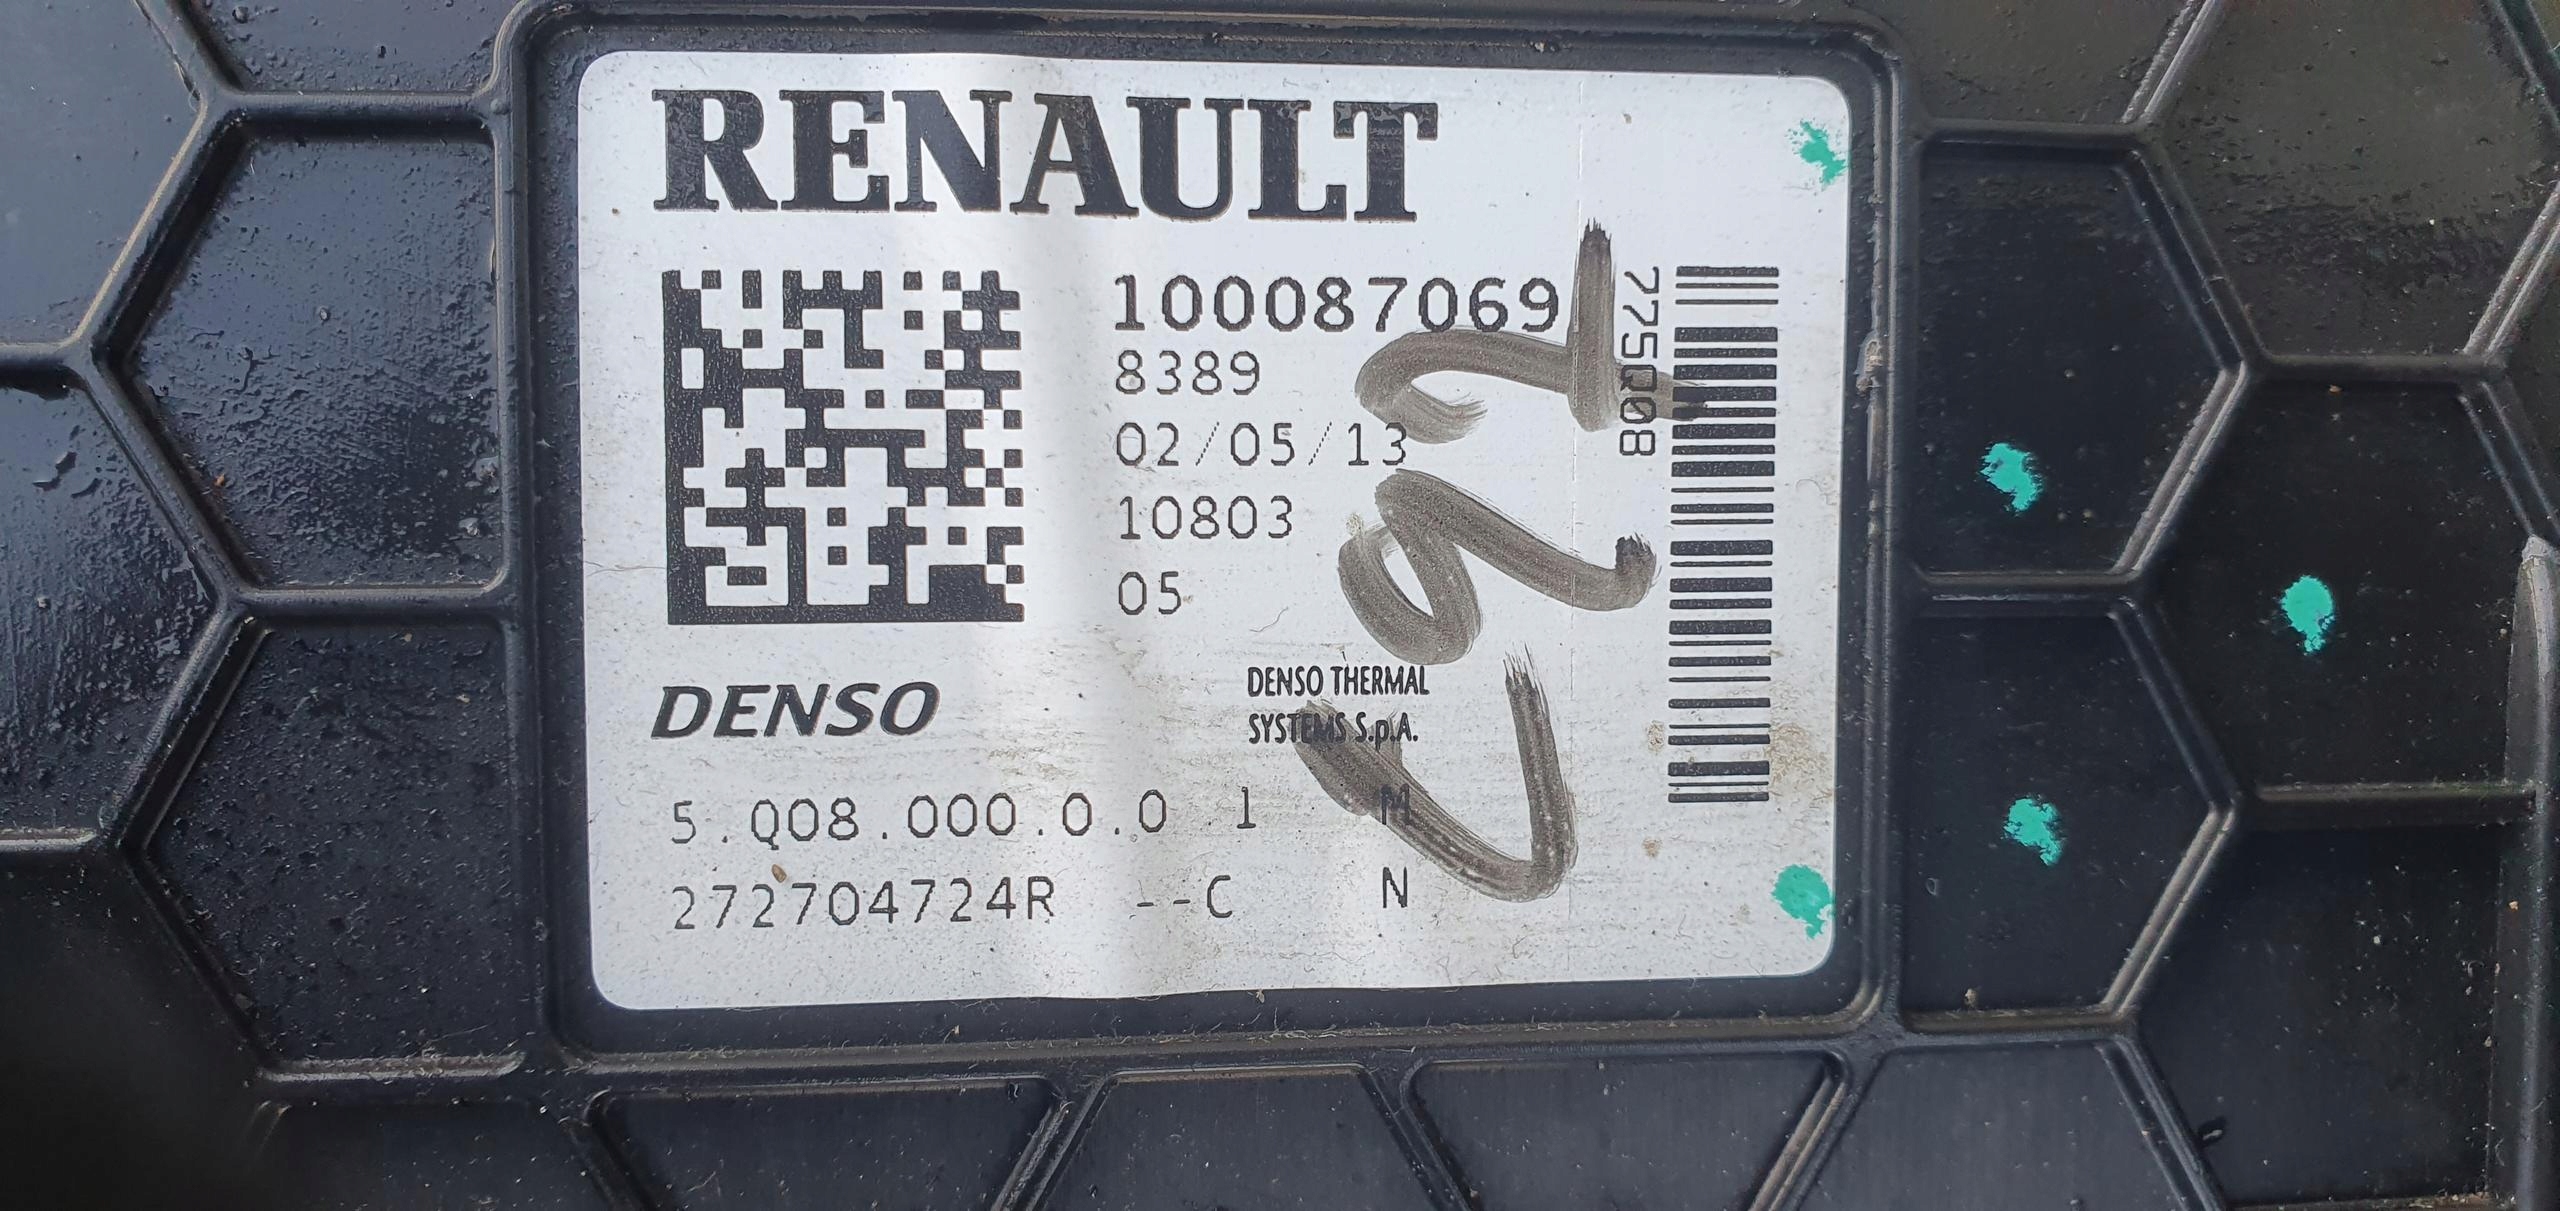 RENAULT
100087069
8389
02/05/13
10803
05
775Q08
DENSO
DENSO THERMAL
SYSTEMS S.p.A.
5.Q08.000.0.0 1 M
272704724R --C N